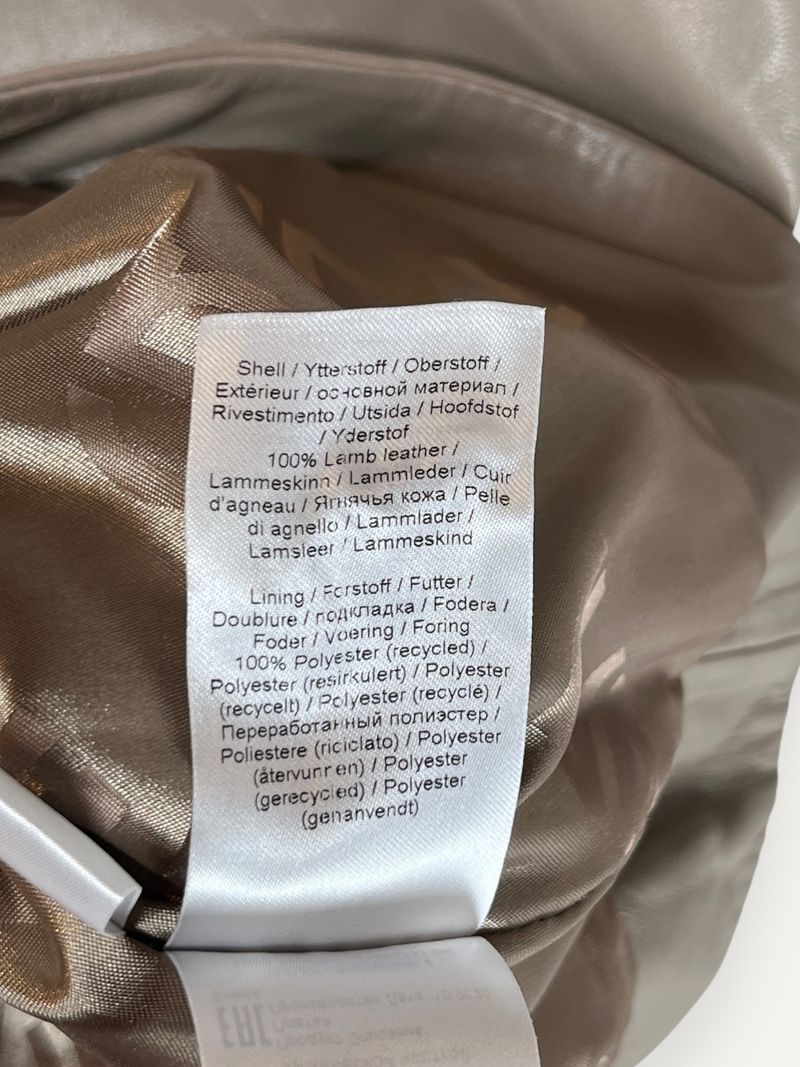 Shell / Ytterstoff / Oberstoff /
Extérieur / основной материал /
Rivestimento / Utsida / Hoofdstof
/ Yderstof
100% Lamb leather /
Lammeskinn / Lammleder / Cuir
d'agneau / Ягнячья кожа / Pelle
di agnello / Lammläder /
Lamsleer / Lammeskind
Lining / Forstoff / Futter /
Doublure / подкладка / Fodera /
Foder / Voering / Foring
100% Polyester (recycled) /
Polyester (resirkulert) / Polyester
(recycelt) / Polyester (recyclé) /
Переработанный полиэстер /
Poliestere (riciclato) / Polyester
(återvunnen) / Polyester
(gerecycled) / Polyester
(genanvendt)
EAC